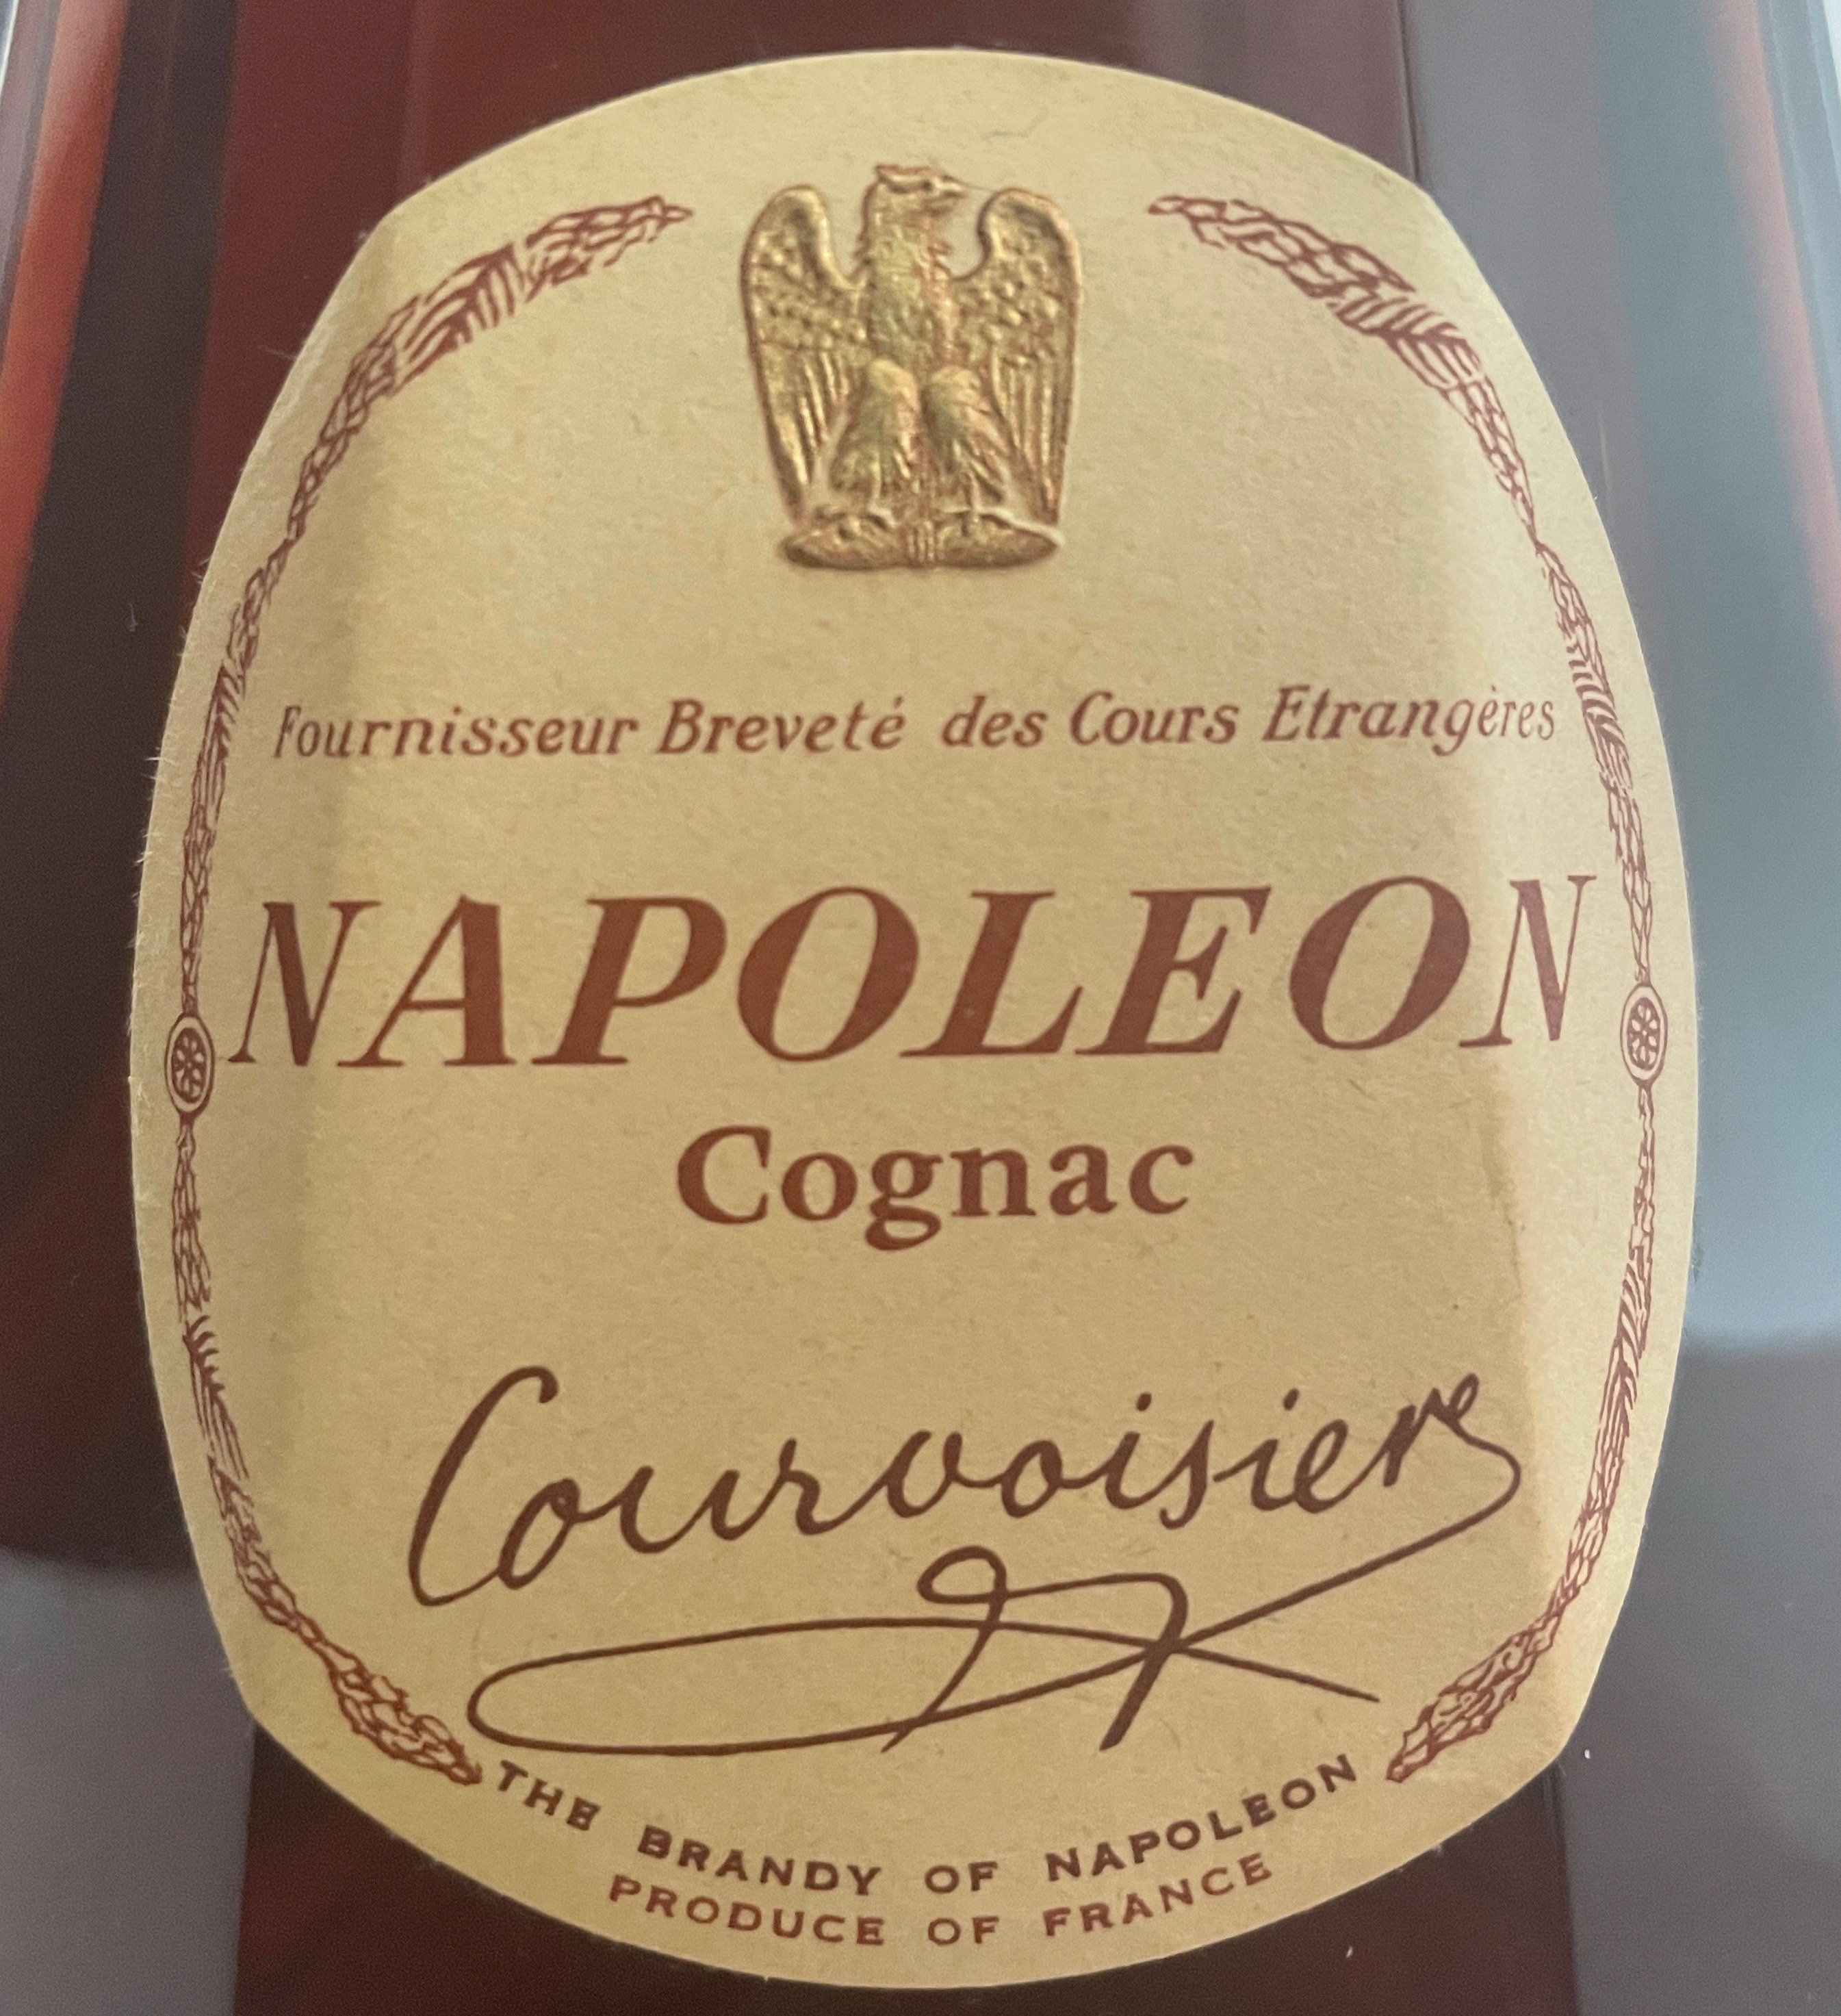 Fournisseur Breveté des Cours Etrangères
NAPOLEON
Cognac
Courvoisier
THE BRANDY OF NAPOLEON
PRODUCE OF FRANCE